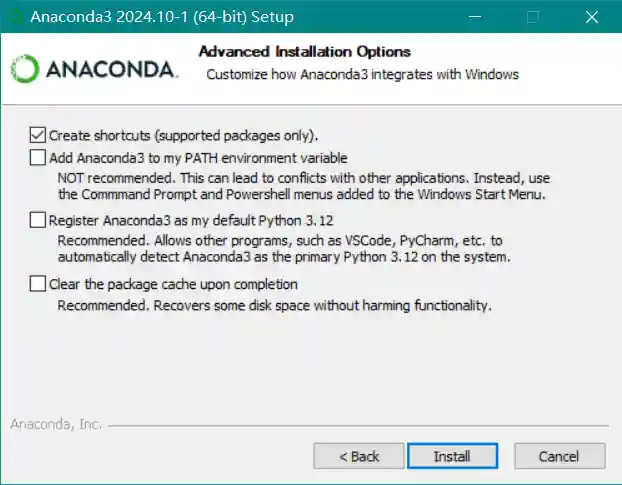 Anaconda3 2024.10-1 (64-bit) Setup
ANACONDA.
Advanced Installation Options
Customize how Anaconda3 integrates with Windows
Create shortcuts (supported packages only).
Add Anaconda3 to my PATH environment variable
NOT recommended. This can lead to conflicts with other applications. Instead, use
the Commmand Prompt and Powershell menus added to the Windows Start Menu.
Register Anaconda3 as my default Python 3.12
Recommended. Allows other programs, such as VSCode, PyCharm, etc. to
automatically detect Anaconda3 as the primary Python 3.12 on the system.
Clear the package cache upon completion
Recommended. Recovers some disk space without harming functionality.
Anaconda, Inc.
< Back Install Cancel